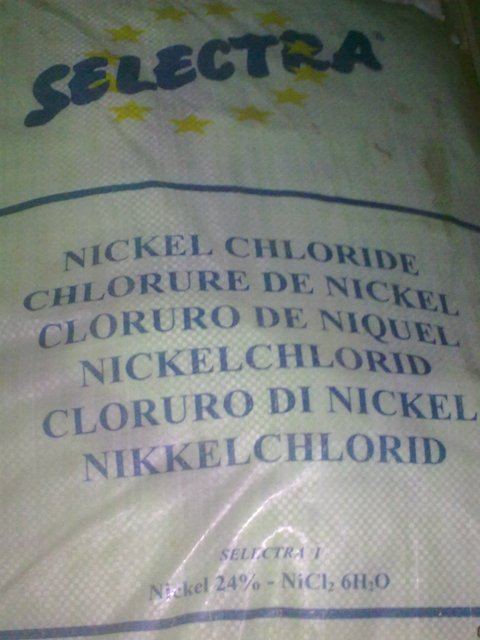 SELECTRA
NICKEL CHLORIDE
CHLORURE DE NICKEL
CLORURO DE NIQUEL
NICKELCHLORID
CLORURO DI NICKEL
NIKKELCHLORID
SELECTRA 1
Nickel 24% - NiCl₂ 6H₂O